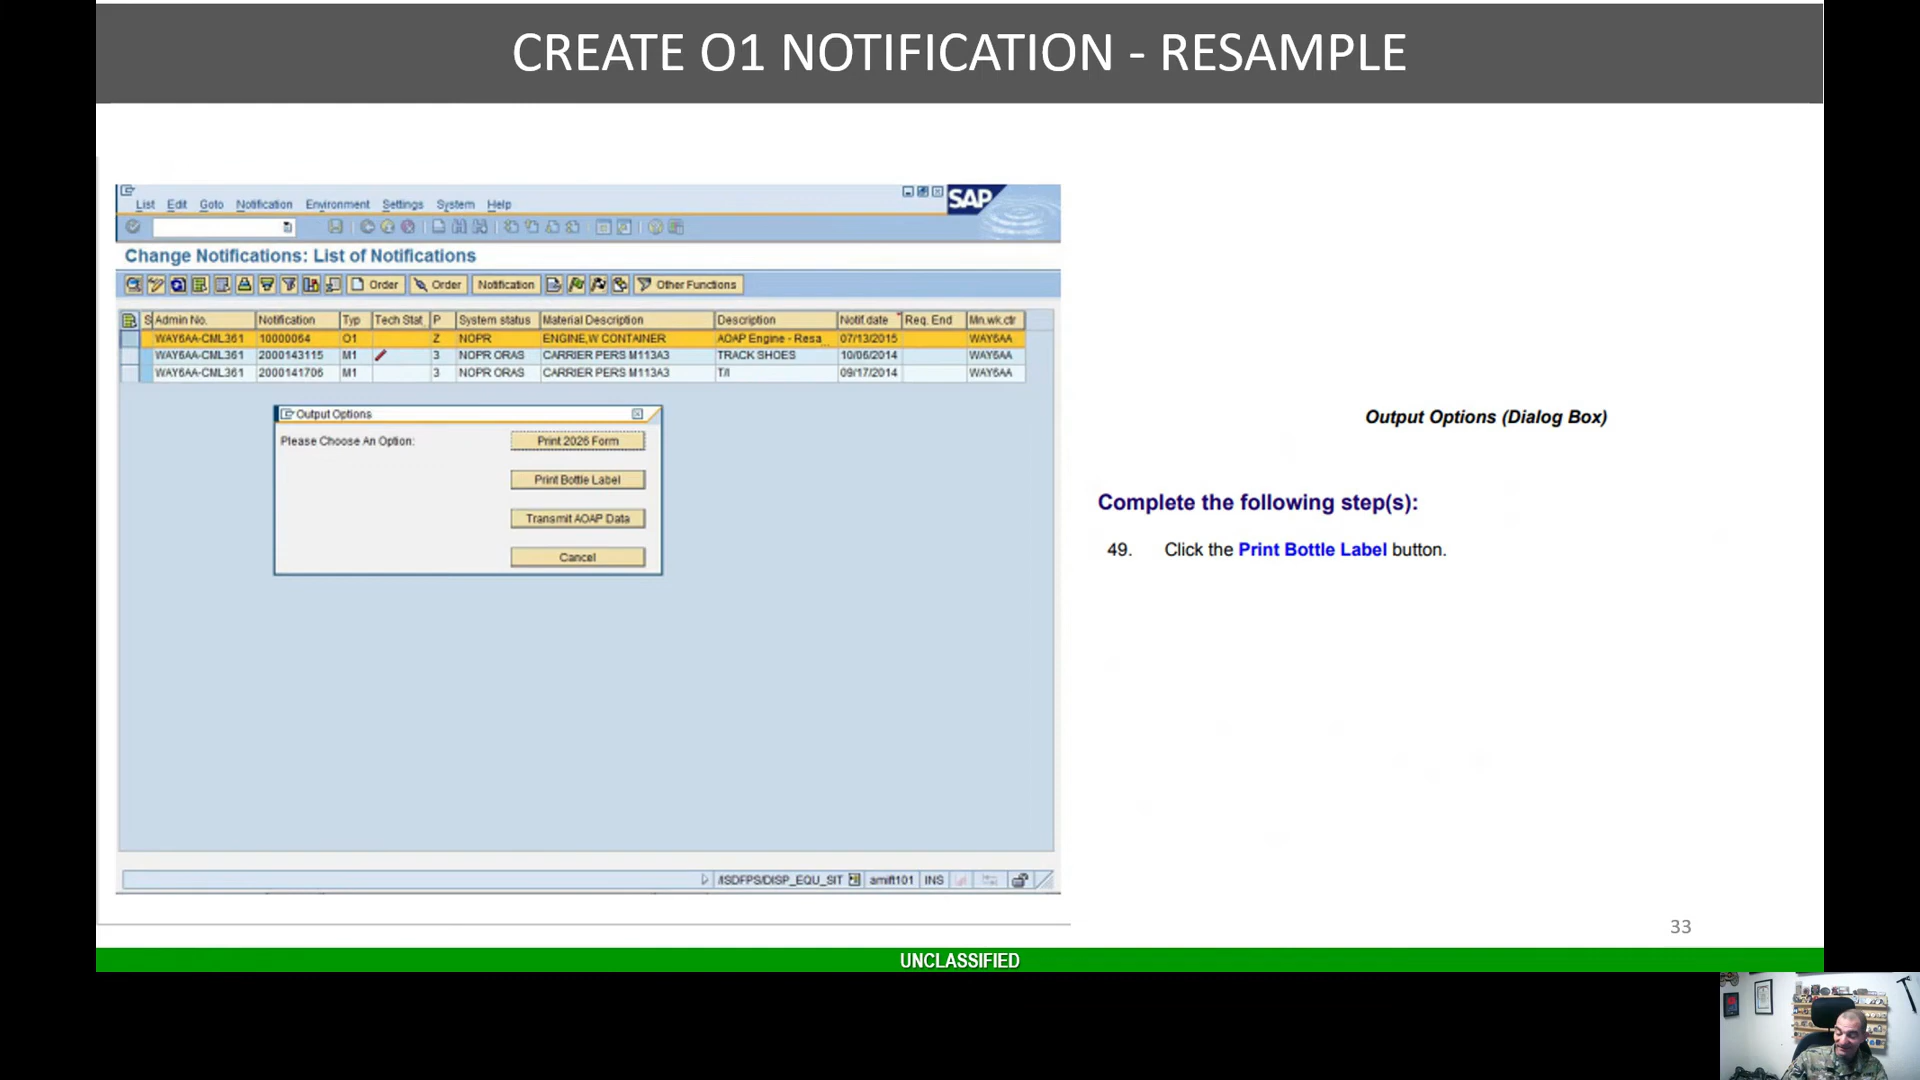 CREATE O1 NOTIFICATION - RESAMPLE
SAP
List Edit Goto Notification Environment Settings System Help
Change Notifications: List of Notifications
Order Order Notification Other Functions
S Admin No. Notification Typ Tech Stat P System status Material Description Description Notif.date Req. End Mn.wk.ctr
WAY6AA-CML361 10000064 O1 Z NOPR ENGINE,W CONTAINER AOAP Engine - Resa... 07/13/2015 WAY6AA
WAY6AA-CML361 2000143115 M1 3 NOPR ORAS CARRIER PERS M113A3 TRACK SHOES 10/06/2014 WAY6AA
WAY6AA-CML361 2000141706 M1 3 NOPR ORAS CARRIER PERS M113A3 T/I 09/17/2014 WAY6AA
Output Options
Please Choose An Option:
Print 2026 Form
Print Bottle Label
Transmit AOAP Data
Cancel
/ISDFPS/DISP_EQU_SIT amift101 INS
Output Options (Dialog Box)
Complete the following step(s):
49. Click the Print Bottle Label button.
33
UNCLASSIFIED